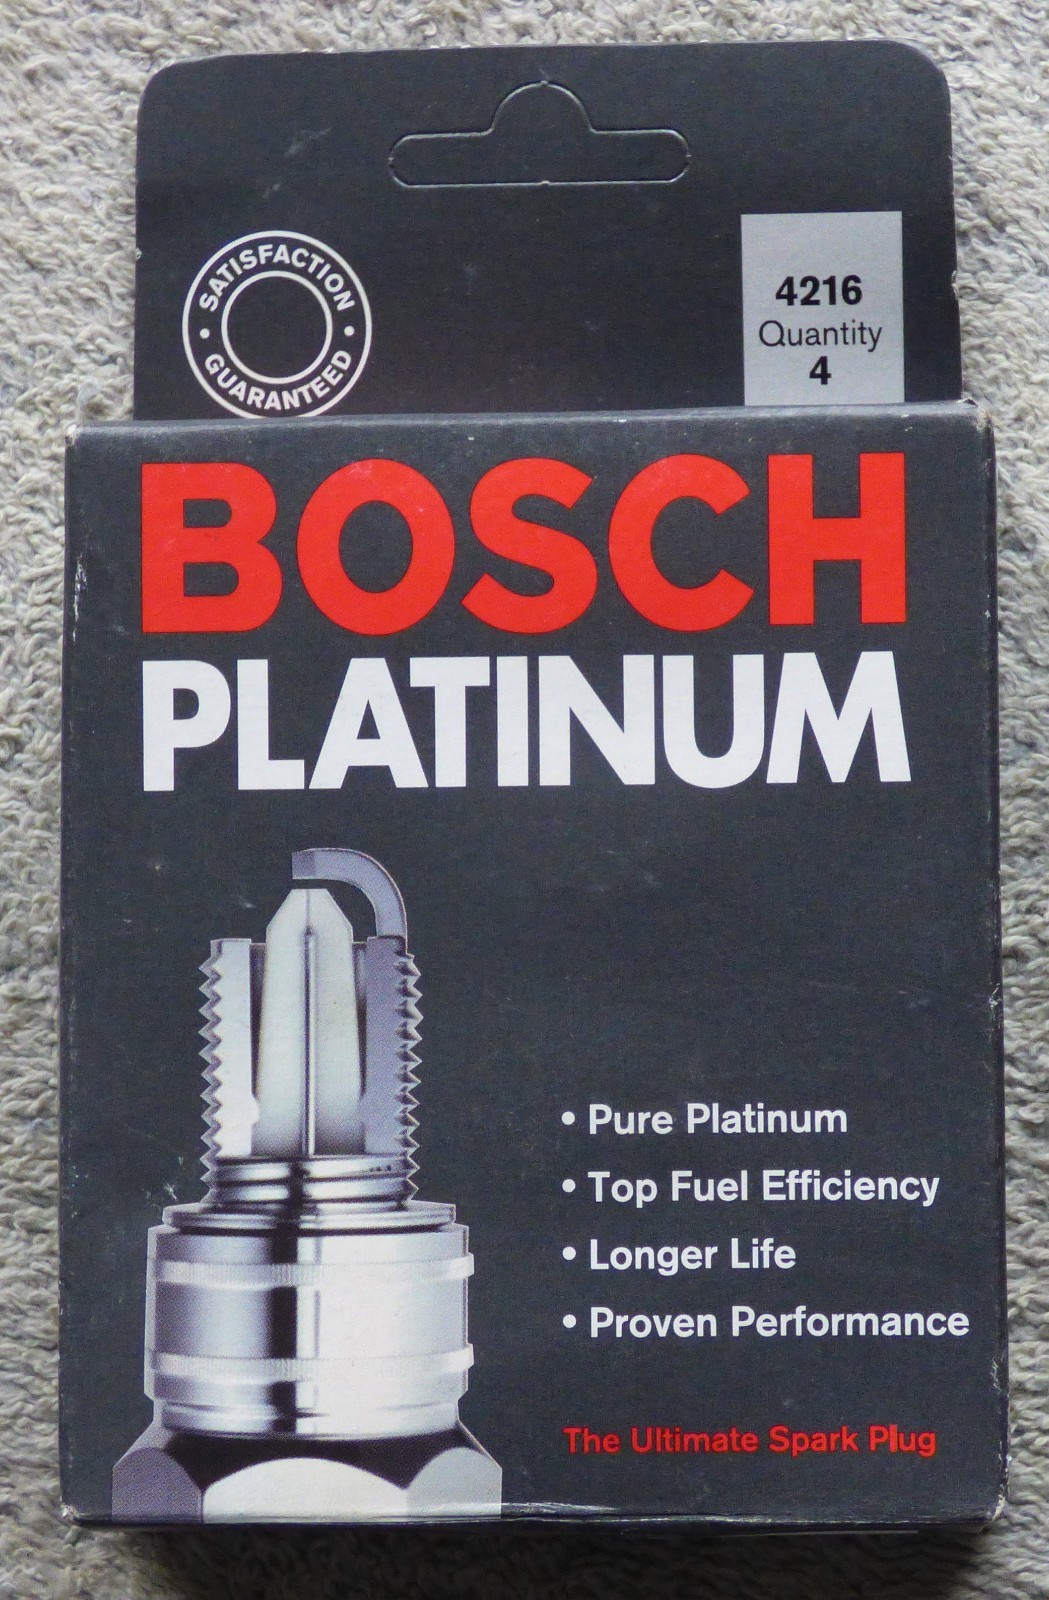 SATISFACTION
GUARANTEED
4216
Quantity
4
BOSCH
PLATINUM
• Pure Platinum
• Top Fuel Efficiency
• Longer Life
• Proven Performance
The Ultimate Spark Plug